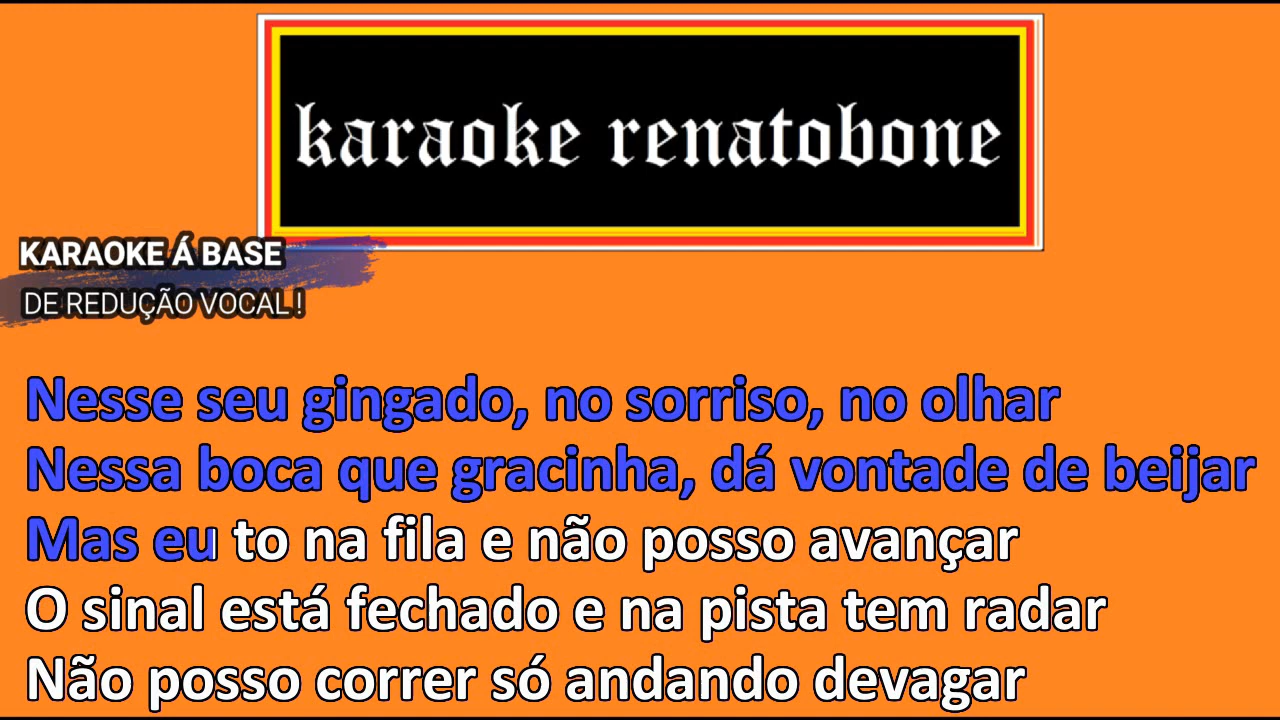 karaoke renatobone
KARAOKE Á BASE
DE REDUÇÃO VOCAL !
Nesse seu gingado, no sorriso, no olhar
Nessa boca que gracinha, dá vontade de beijar
Mas eu to na fila e não posso avançar
O sinal está fechado e na pista tem radar
Não posso correr só andando devagar